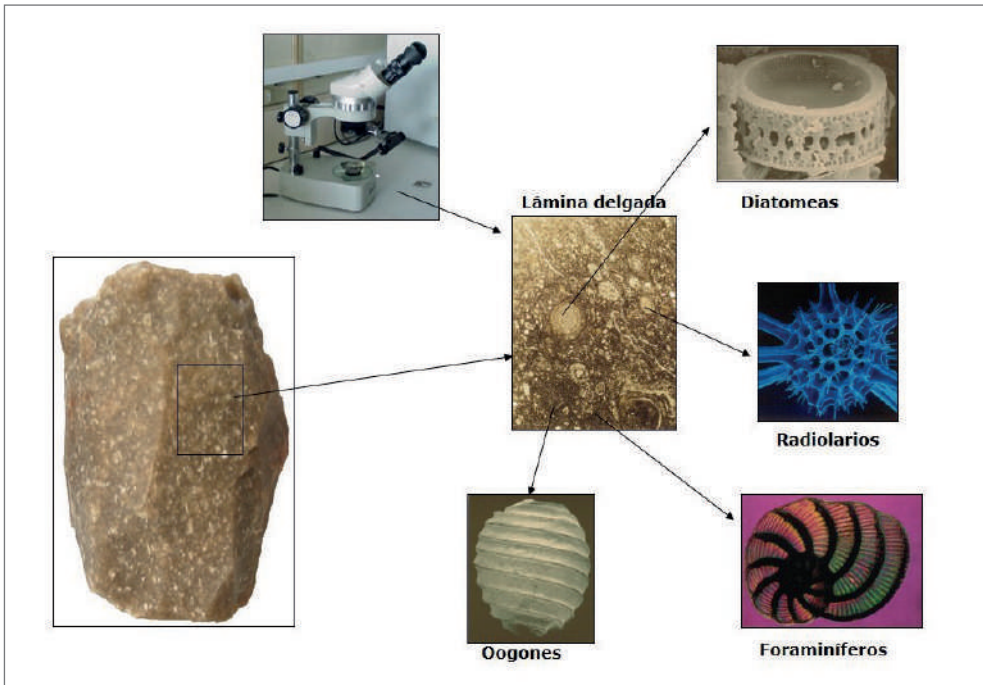 Lâmina delgada
Diatomeas
Radiolarios
Oogones
Foraminíferos